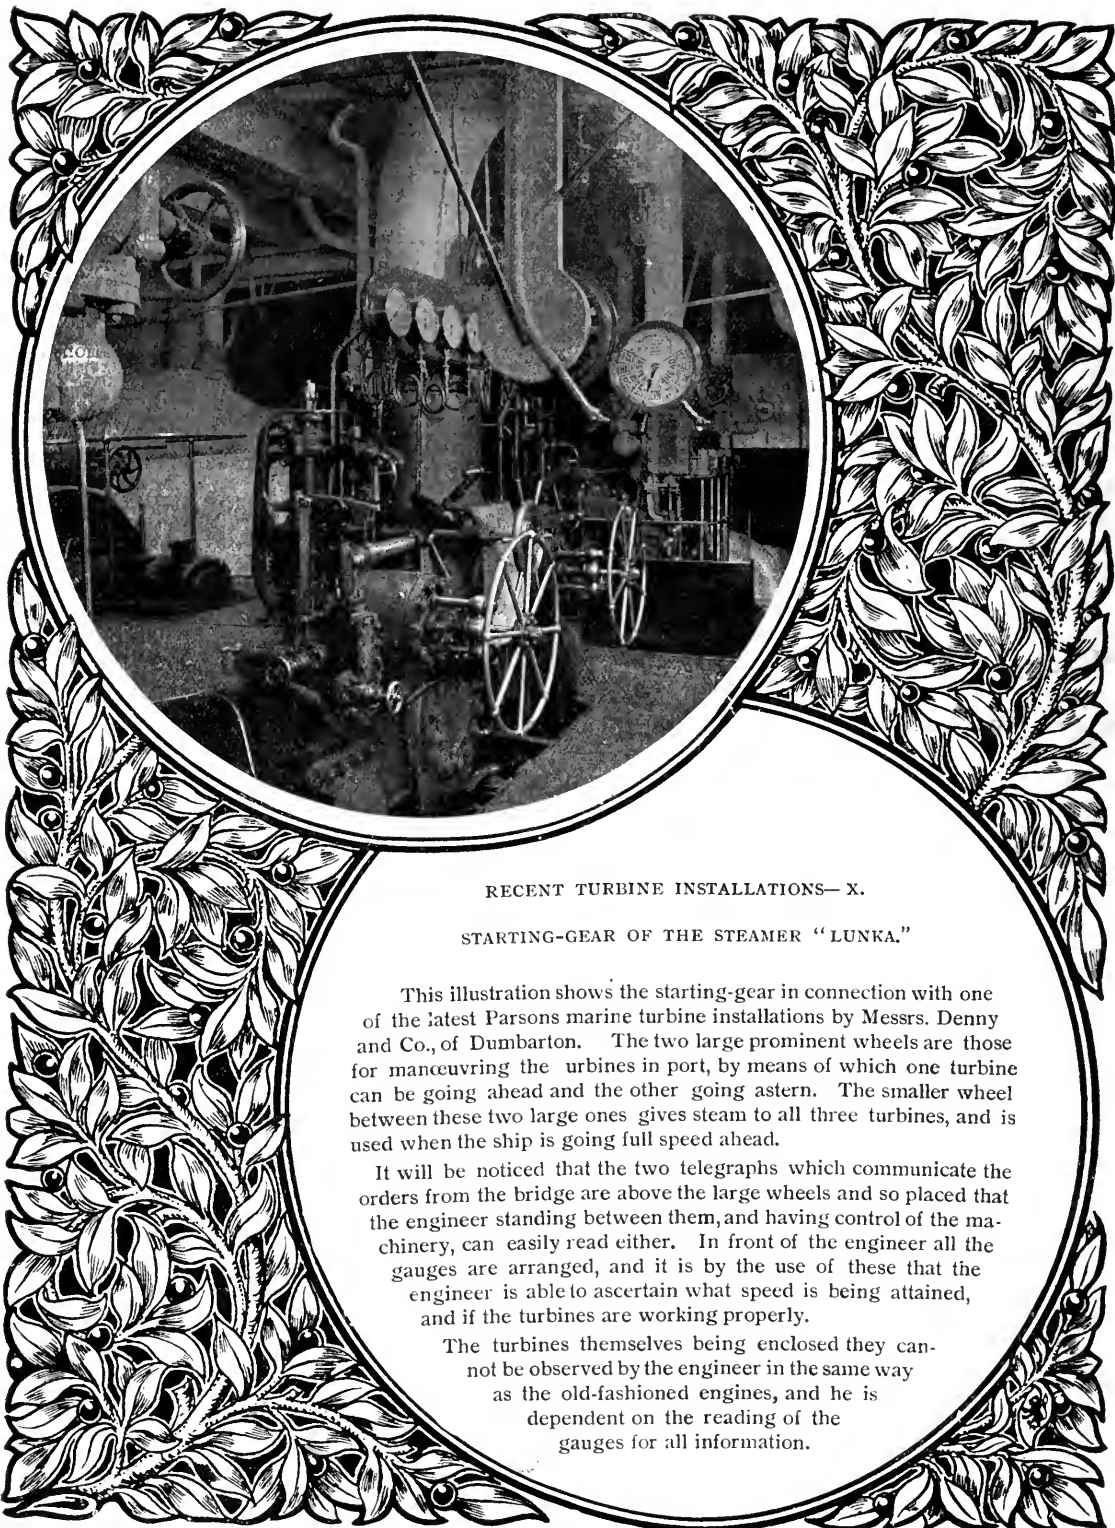 RECENT TURBINE INSTALLATIONS— X.
STARTING-GEAR OF THE STEAMER "LUNKA."
This illustration shows the starting-gear in connection with one
of the latest Parsons marine turbine installations by Messrs. Denny
and Co., of Dumbarton. The two large prominent wheels are those
for manœuvring the urbines in port, by means of which one turbine
can be going ahead and the other going astern. The smaller wheel
between these two large ones gives steam to all three turbines, and is
used when the ship is going full speed ahead.
It will be noticed that the two telegraphs which communicate the
orders from the bridge are above the large wheels and so placed that
the engineer standing between them, and having control of the ma-
chinery, can easily read either. In front of the engineer all the
gauges are arranged, and it is by the use of these that the
engineer is able to ascertain what speed is being attained,
and if the turbines are working properly.
The turbines themselves being enclosed they can-
not be observed by the engineer in the same way
as the old-fashioned engines, and he is
dependent on the reading of the
gauges for all information.